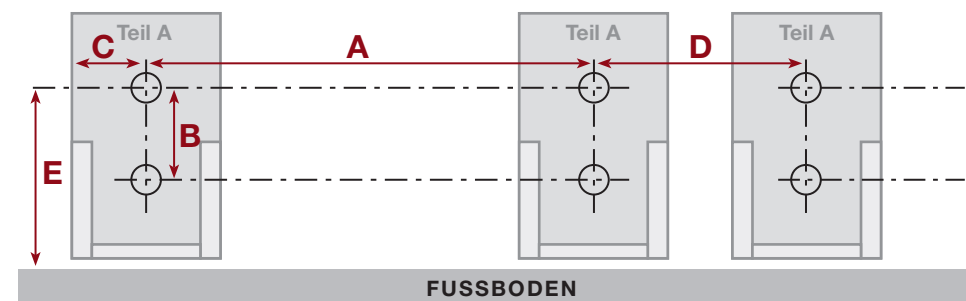 Teil A Teil A Teil A
C A D
B
E
FUSSBODEN